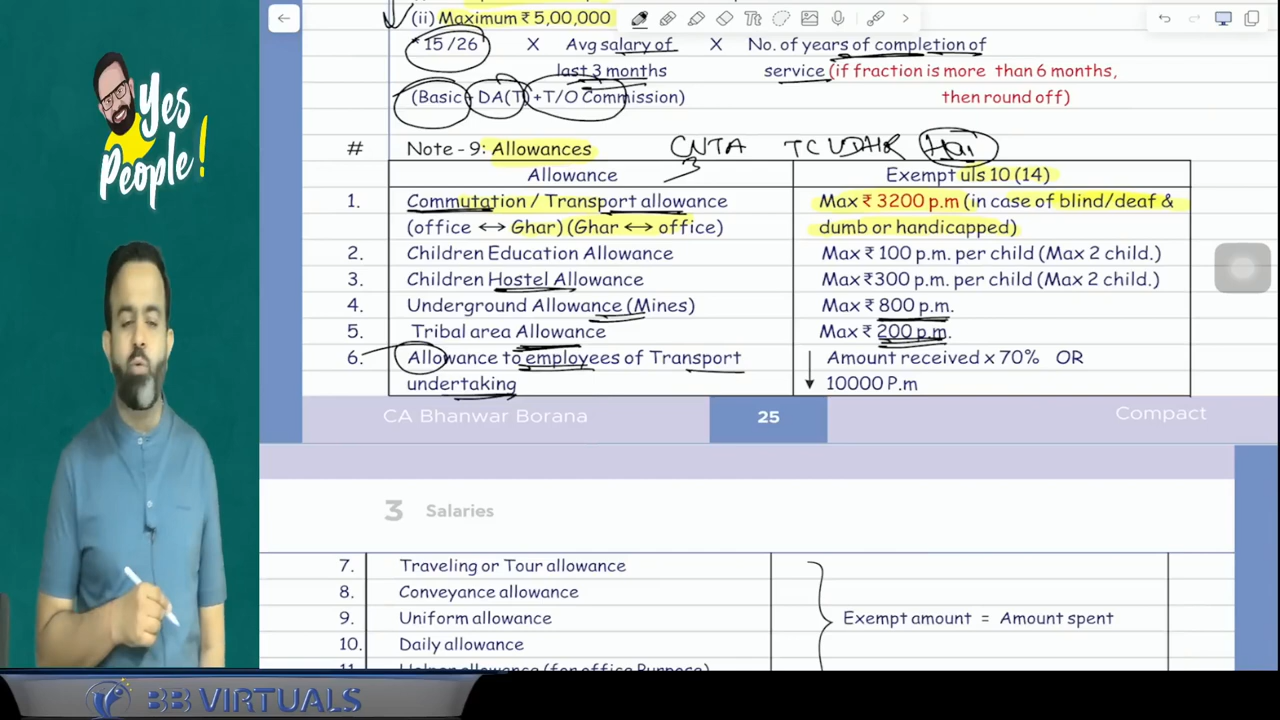 (ii) Maximum ₹ 5,00,000
* 15/26 X Avg salary of X No. of years of completion of
last 3 months service (if fraction is more than 6 months,
(Basic + DA(T) + T/O Commission) then round off)
Yes
People!
# Note - 9: Allowances TCUDHR Hai
Allowance Exempt u/s 10 (14)
1. Commutation / Transport allowance Max ₹ 3200 p.m (in case of blind/deaf &
(office ↔ Ghar) (Ghar ↔ office) dumb or handicapped)
2. Children Education Allowance Max ₹ 100 p.m. per child (Max 2 child.)
3. Children Hostel Allowance Max ₹300 p.m. per child (Max 2 child.)
4. Underground Allowance (Mines) Max ₹ 800 p.m.
5. Tribal area Allowance Max ₹ 200 p.m.
6. Allowance to employees of Transport Amount received x 70% OR
undertaking 10000 P.m
CA Bhanwar Borana 25 Compact
3 Salaries
7. Traveling or Tour allowance
8. Conveyance allowance
9. Uniform allowance Exempt amount = Amount spent
10. Daily allowance
11. Helper allowance (for office Purpose)
BB VIRTUALS